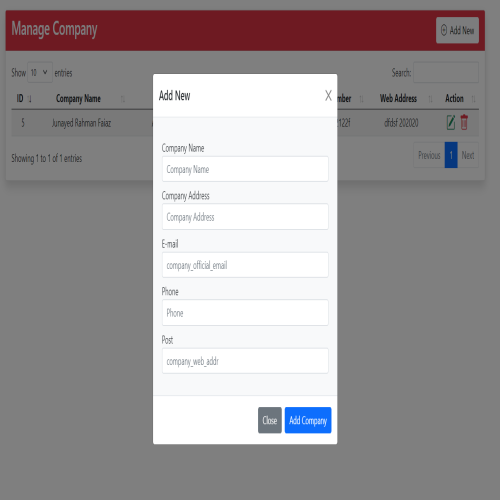 Manage Company
Add New
Show 10 entries
Search:
ID Company Name mber Web Address Action
5 Junayed Rahman Faiaz 122f dfdsf 202020
Showing 1 to 1 of 1 entries
Previous 1 Next
Add New
Company Name
Company Name
Company Address
Company Address
E-mail
company_official_email
Phone
Phone
Post
company_web_addr
Close Add Company